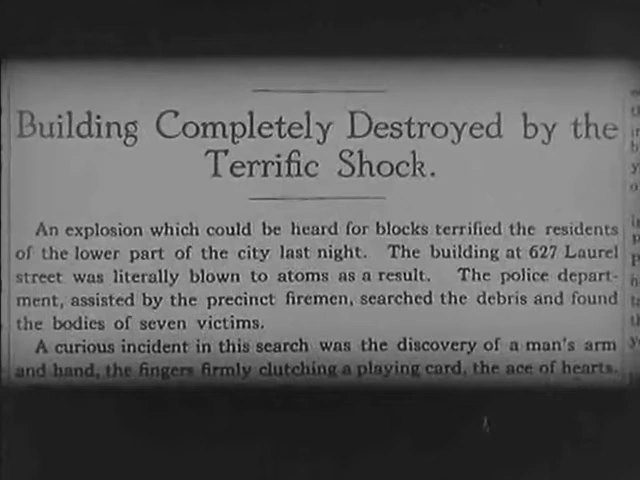 Building Completely Destroyed by the
Terrific Shock.
An explosion which could be heard for blocks terrified the residents
of the lower part of the city last night. The building at 627 Laurel
street was literally blown to atoms as a result. The police depart-
ment, assisted by the precinct firemen, searched the debris and found
the bodies of seven victims.
A curious incident in this search was the discovery of a man's arm
and hand, the fingers firmly clutching a playing card, the ace of hearts.